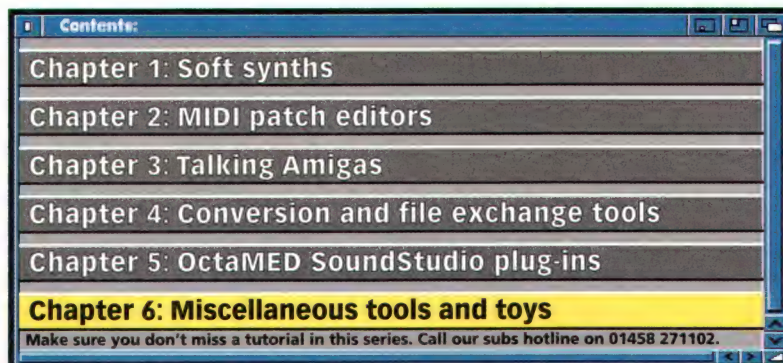 Contents:
Chapter 1: Soft synths
Chapter 2: MIDI patch editors
Chapter 3: Talking Amigas
Chapter 4: Conversion and file exchange tools
Chapter 5: OctaMED SoundStudio plug-ins
Chapter 6: Miscellaneous tools and toys
Make sure you don't miss a tutorial in this series. Call our subs hotline on 01458 271102.